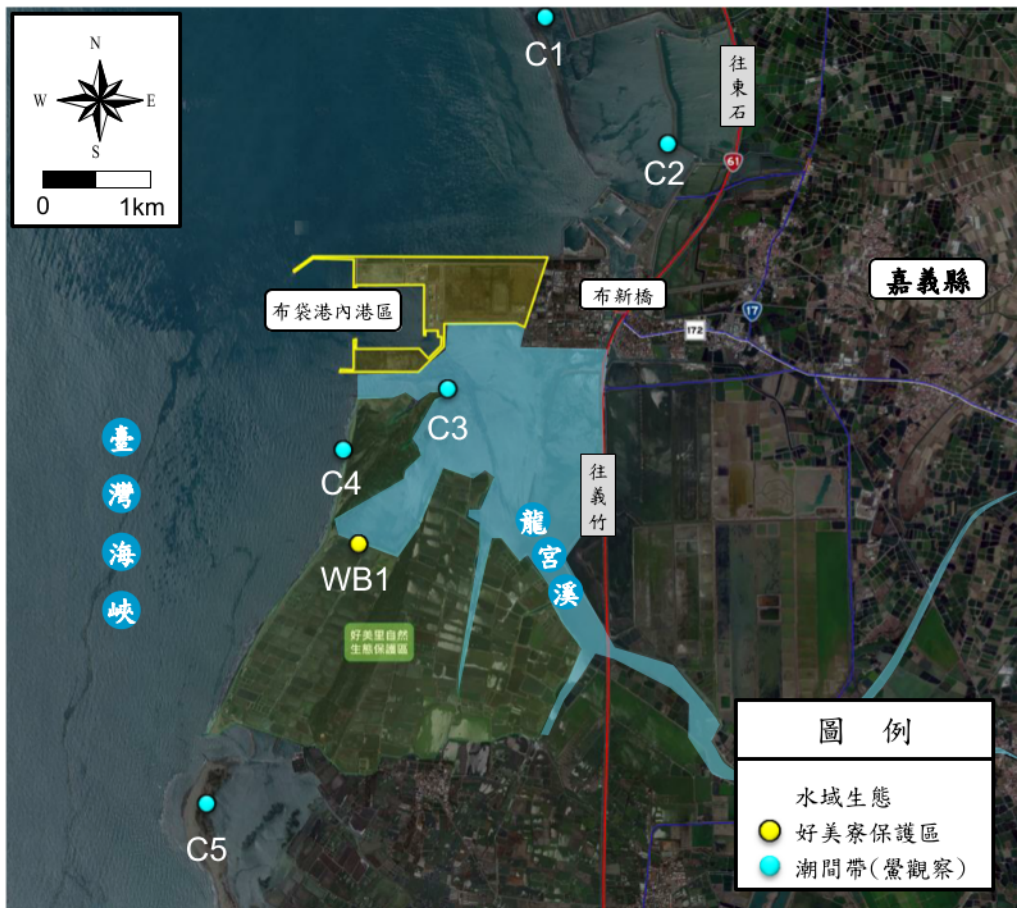 N
W
E
S
0
1km
C1
往東石
C2
61
嘉義縣
布袋港內港區
布新橋
17
172
C3
C4
臺灣海峽
往義竹
龍宮溪
WB1
好美里自然
生態保護區
C5
圖 例
水域生態
好美寮保護區
潮間帶(鱟觀察)